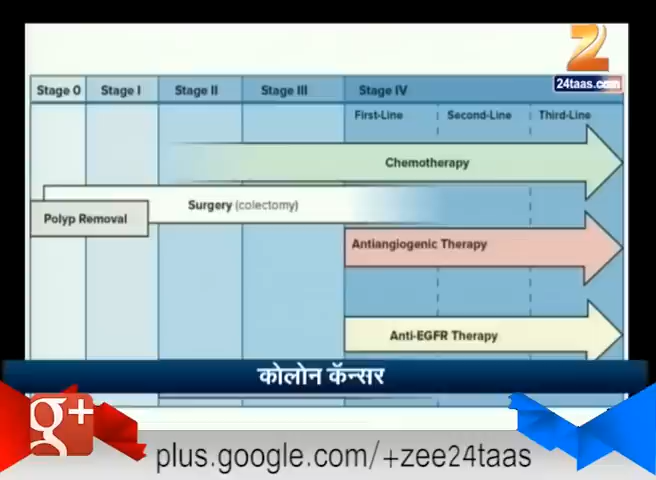 24taas.com
Stage 0 Stage I Stage II Stage III Stage IV
First-Line Second-Line Third-Line
Chemotherapy
Surgery (colectomy)
Polyp Removal
Antiangiogenic Therapy
Anti-EGFR Therapy
कोलोन कॅन्सर
g+
plus.google.com/+zee24taas